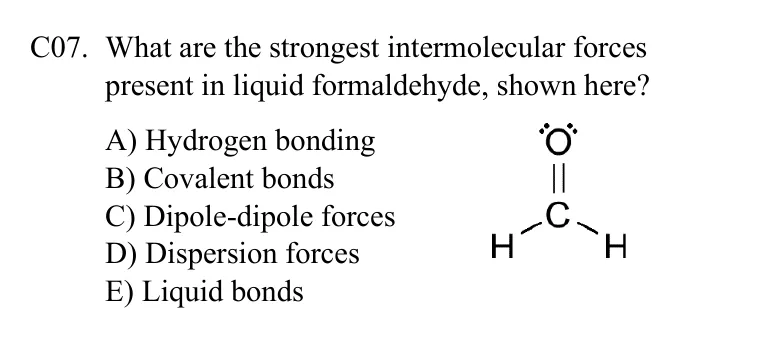 C07. What are the strongest intermolecular forces
present in liquid formaldehyde, shown here?
A) Hydrogen bonding
B) Covalent bonds
C) Dipole-dipole forces
D) Dispersion forces
E) Liquid bonds
O
C
H H